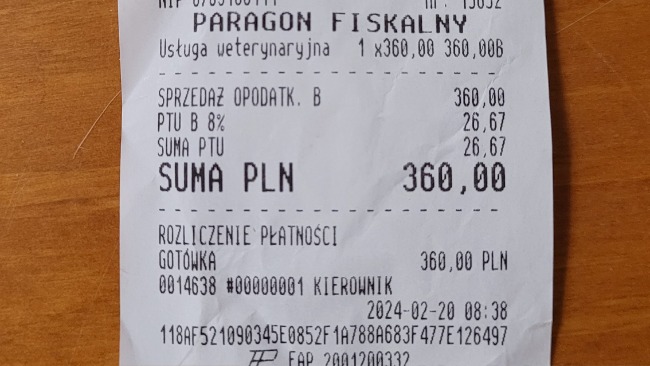 PARAGON FISKALNY
Usługa weterynaryjna 1 x360,00 360,00B
SPRZEDAŻ OPODATK. B 360,00
PTU B 8% 26,67
SUMA PTU 26,67
SUMA PLN 360,00
ROZLICZENIE PŁATNOŚCI
GOTÓWKA 360,00 PLN
0014638 #00000001 KIEROWNIK
2024-02-20 08:38
118AF521090345E0852F1A788A683F477E126497
EAP 2001200332